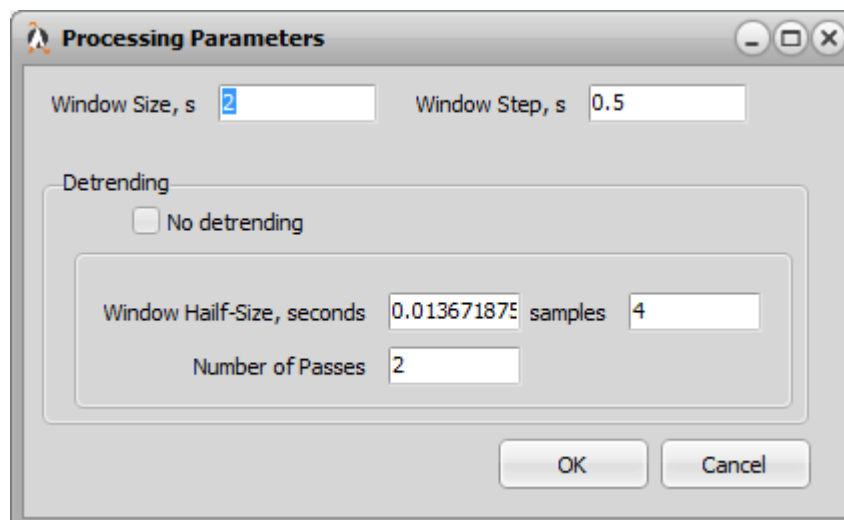 Processing Parameters
Window Size, s 2 Window Step, s 0.5
Detrending
No detrending
Window Hailf-Size, seconds 0.013671875 samples 4
Number of Passes 2
OK Cancel